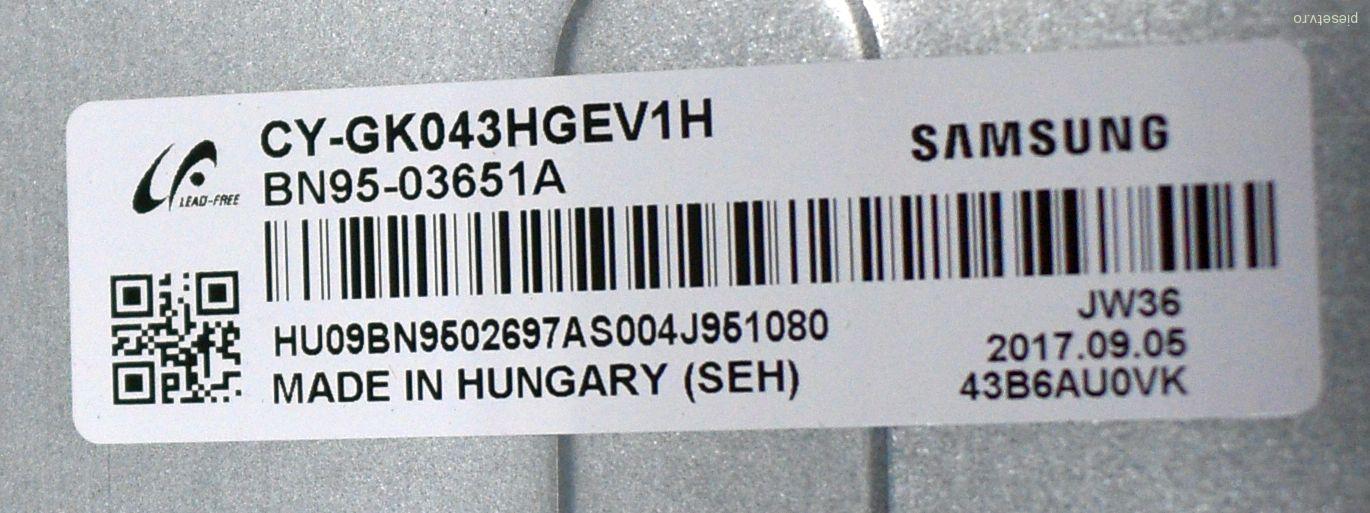 piesetv.ro
CY-GK043HGEV1H
SAMSUNG
BN95-03651A
LEAD-FREE
HU09BN9502697AS004J951080
JW36
2017.09.05
MADE IN HUNGARY (SEH)
43B6AU0VK